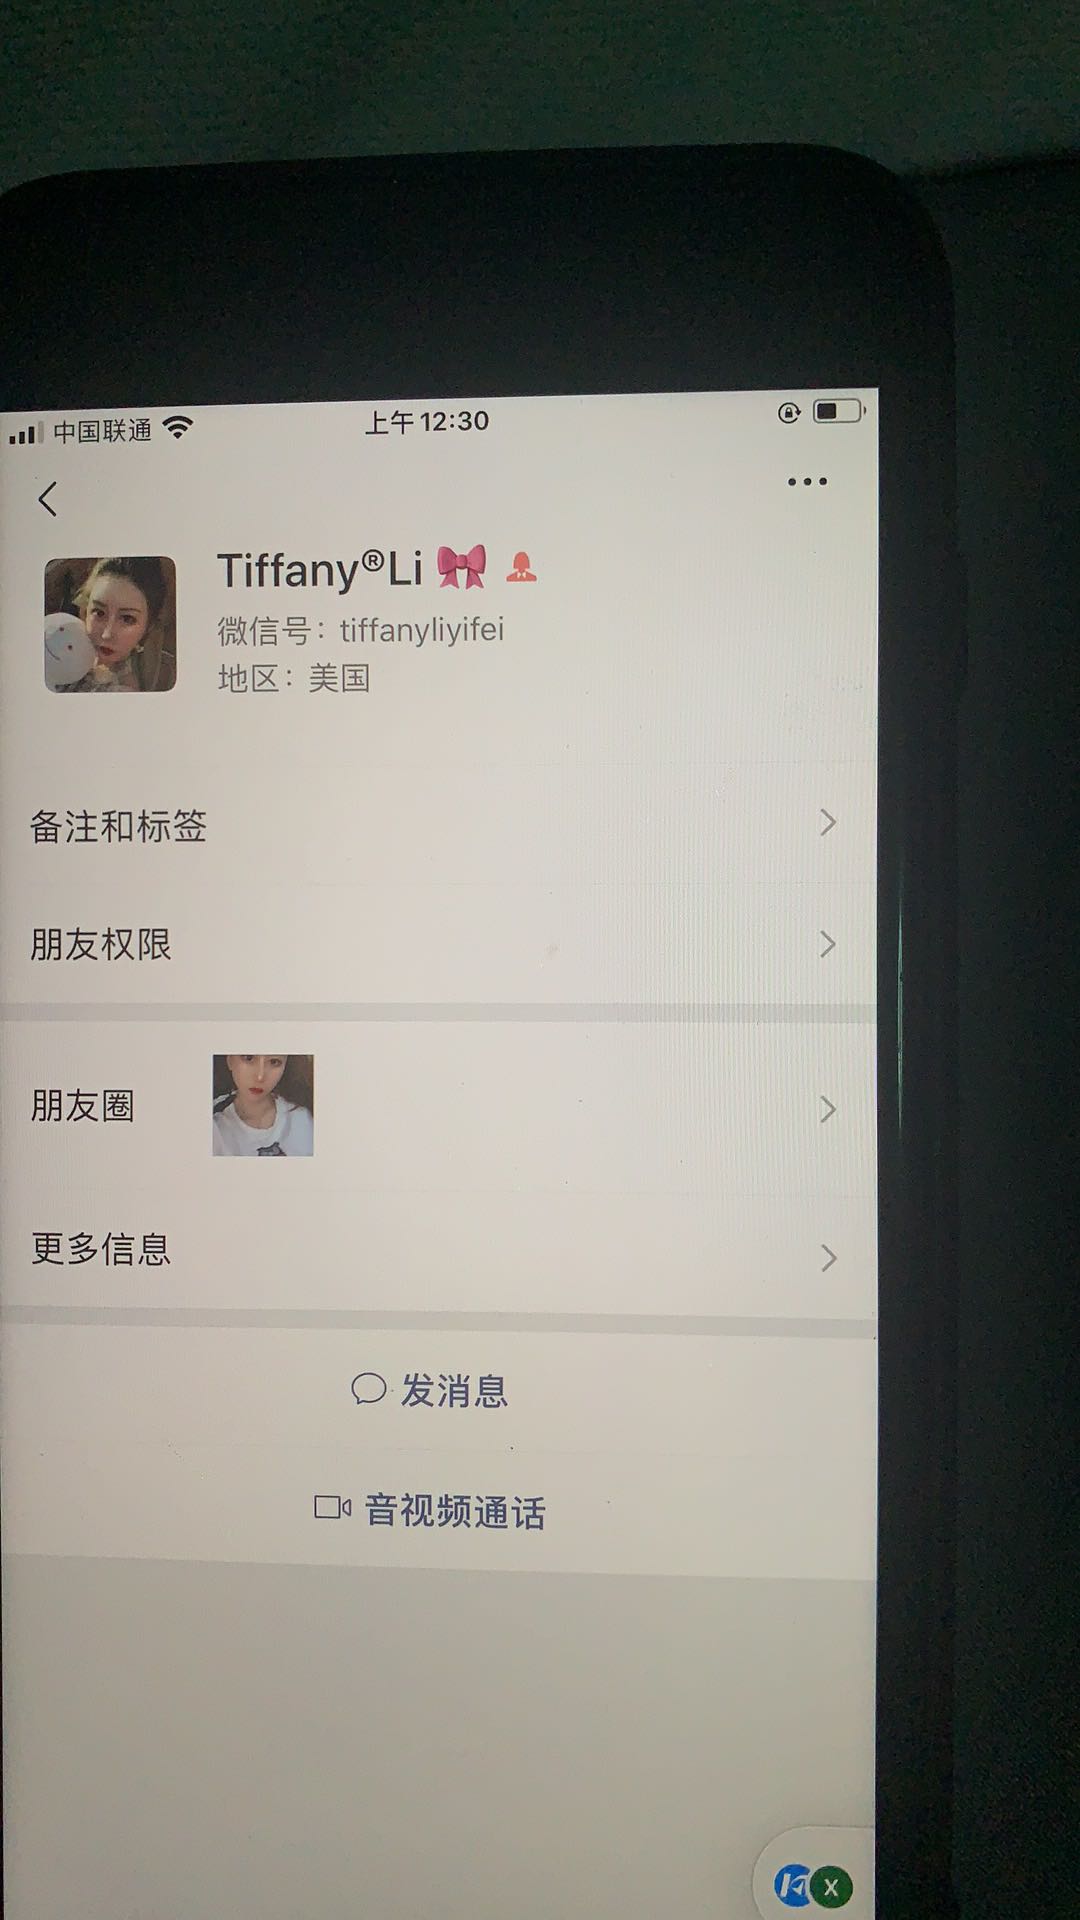 中国联通
上午12:30
Tiffany®Li
微信号：tiffanyliyifei
地区：美国
备注和标签
朋友权限
朋友圈
更多信息
发消息
音视频通话
X